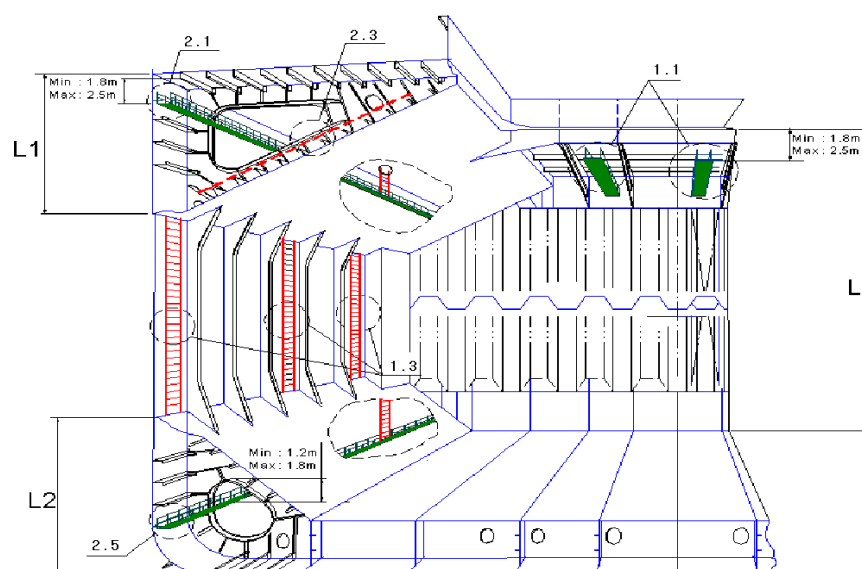 2.1
2.3
1.1
Min : 1.8m
Max : 2.5m
L1
Min : 1.8m
Max : 2.5m
L
1.3
Min : 1.2m
Max : 1.8m
L2
2.5